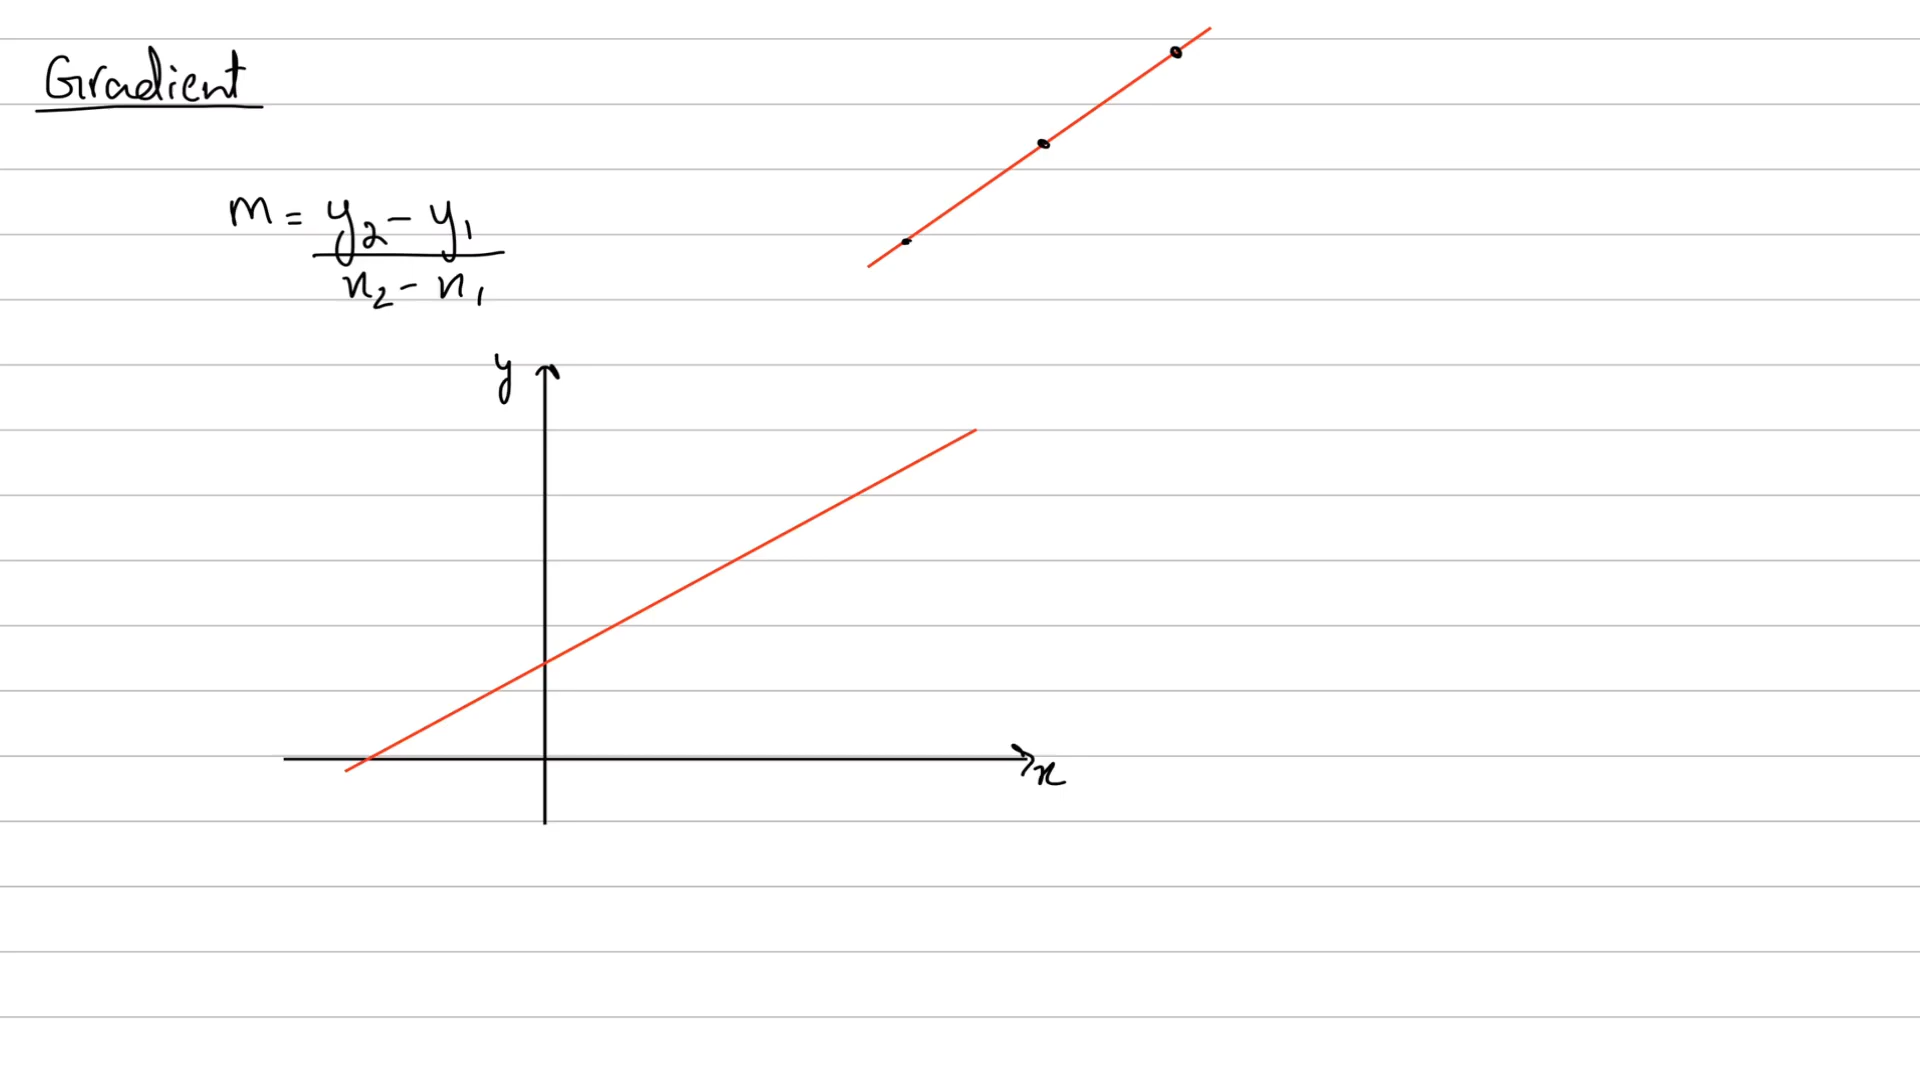 Gradient
m = y₂ - y₁
x₂ - x₁
y
x